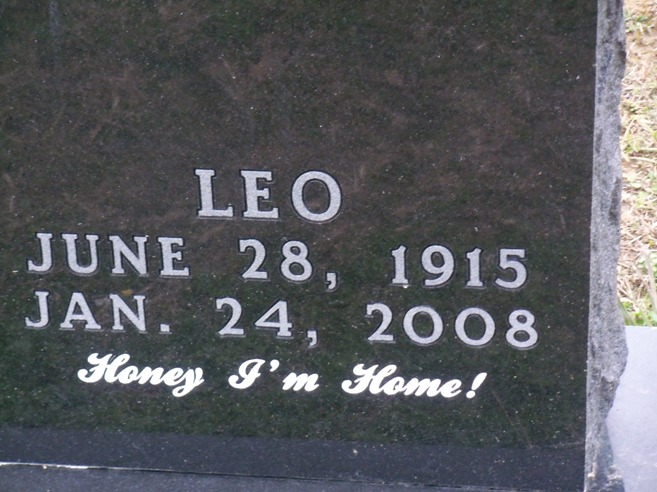 LEO
JUNE 28, 1915
JAN. 24, 2008
Honey I'm Home!